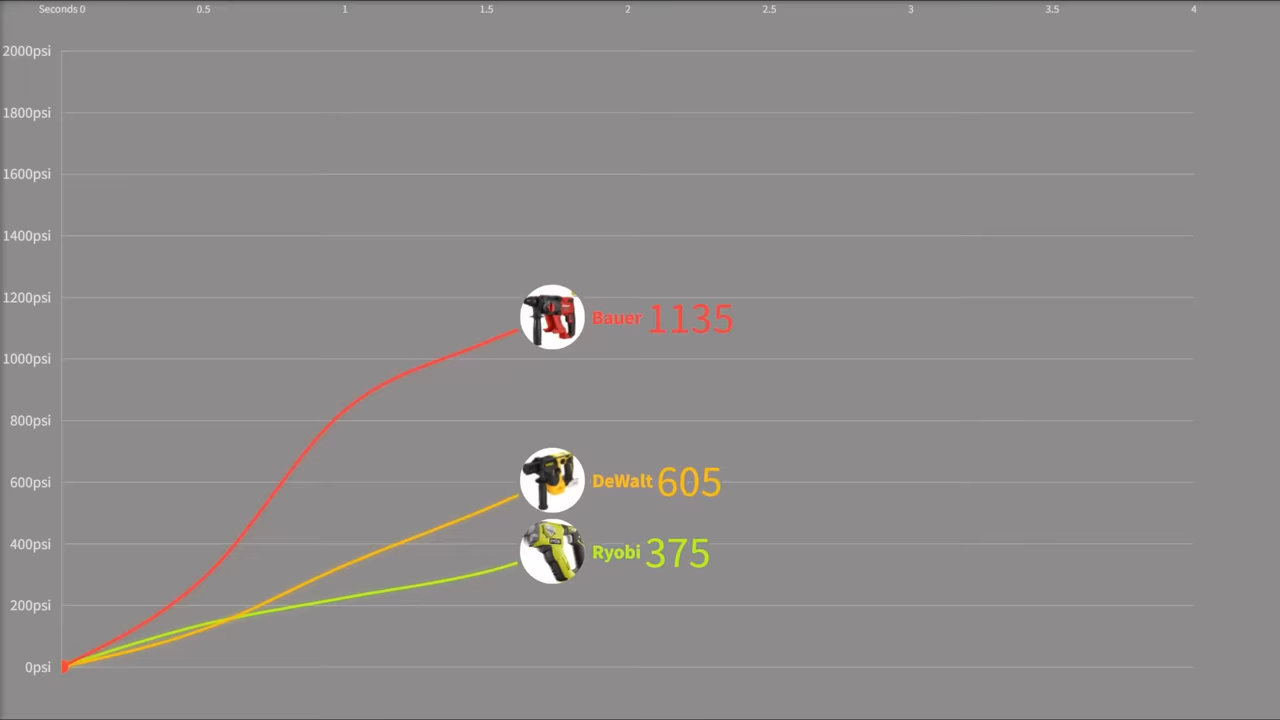 Seconds 0 0.5 1 1.5 2 2.5 3 3.5 4
2000psi
1800psi
1600psi
1400psi
1200psi
Bauer 1135
1000psi
800psi
600psi
DeWalt 605
400psi
Ryobi 375
200psi
0psi